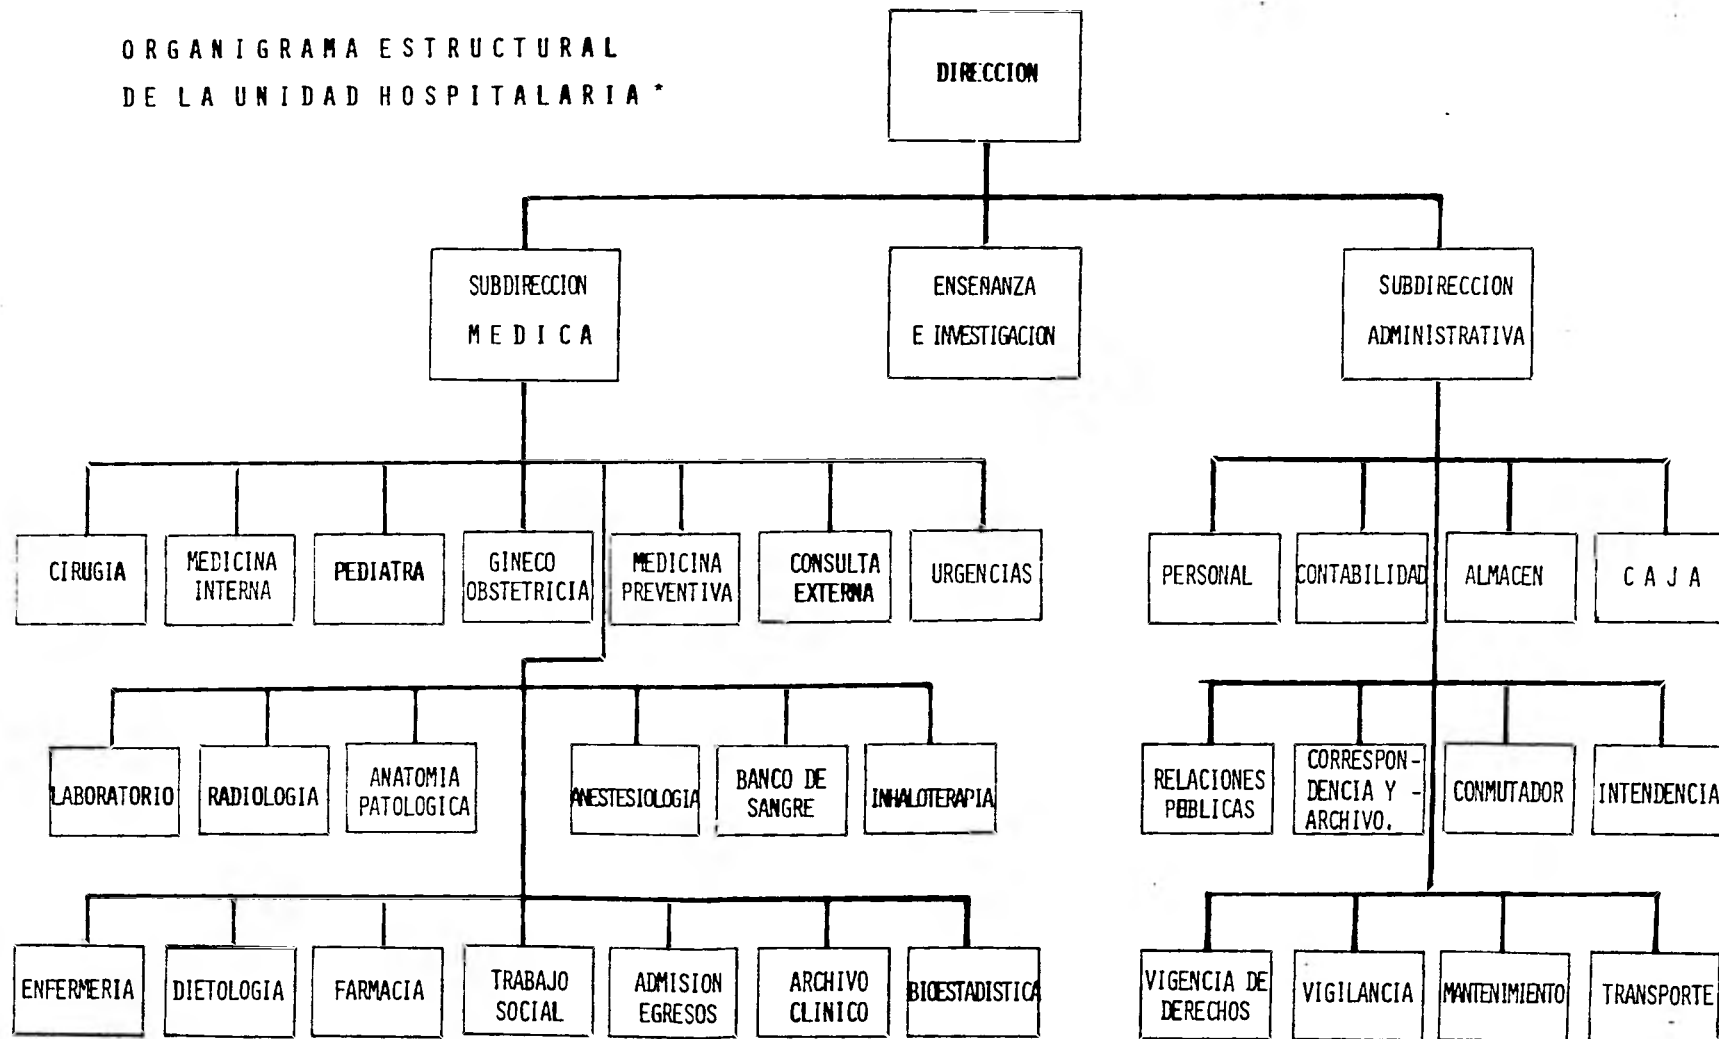 ORGANIGRAMA ESTRUCTURAL
DE LA UNIDAD HOSPITALARIA*
DIRECCION
SUBDIRECCION
MEDICA
ENSEÑANZA
E INVESTIGACION
SUBDIRECCION
ADMINISTRATIVA
CIRUGIA
MEDICINA
INTERNA
PEDIATRA
GINECO
OBSTETRICIA
MEDICINA
PREVENTIVA
CONSULTA
EXTERNA
URGENCIAS
PERSONAL
CONTABILIDAD
ALMACEN
CAJA
LABORATORIO
RADIOLOGIA
ANATOMIA
PATOLOGICA
ANESTESIOLOGIA
BANCO DE
SANGRE
INHALOTERAPIA
RELACIONES
PUBLICAS
CORRESPON-
DENCIA Y -
ARCHIVO.
CONMUTADOR
INTENDENCIA
ENFERMERIA
DIETOLOGIA
FARMACIA
TRABAJO
SOCIAL
ADMISION
EGRESOS
ARCHIVO
CLINICO
BIOESTADISTICA
VIGENCIA DE
DERECHOS
VIGILANCIA
MANTENIMIENTO
TRANSPORTE